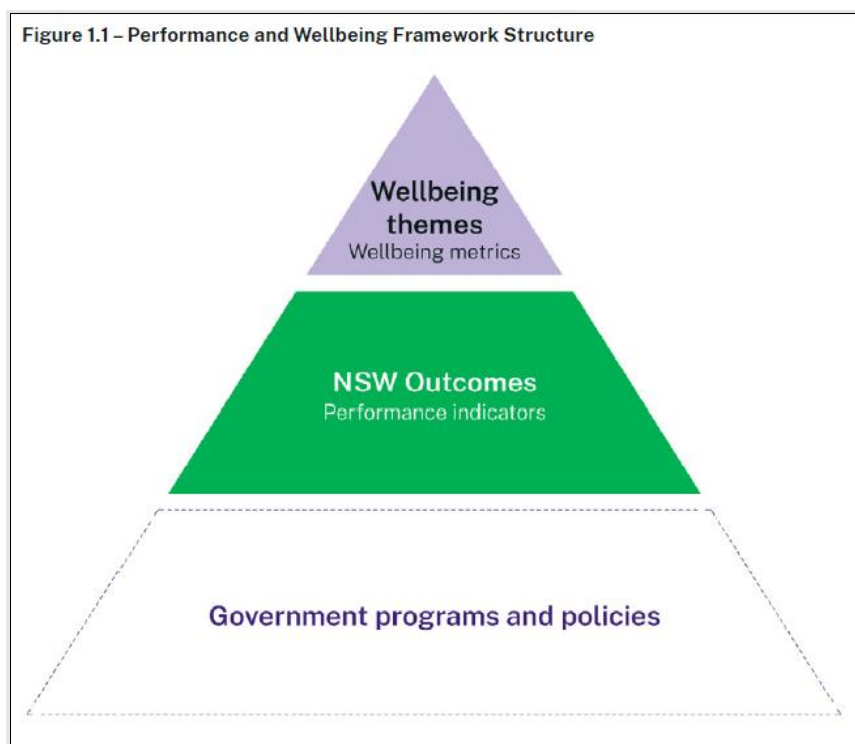 Figure 1.1 – Performance and Wellbeing Framework Structure
Wellbeing
themes
Wellbeing metrics
NSW Outcomes
Performance indicators
Government programs and policies